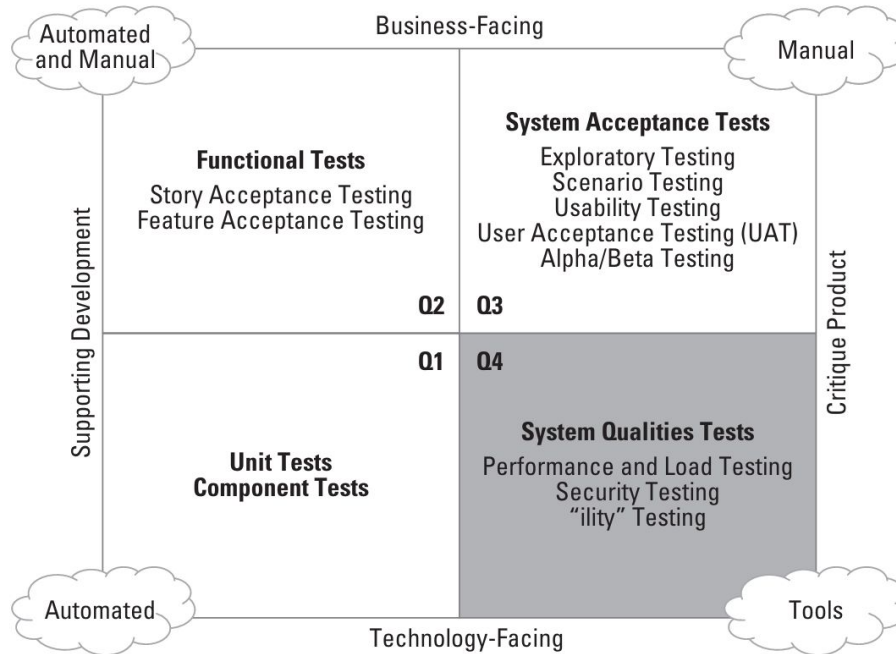 Automated
and Manual
Business-Facing
Manual
Functional Tests
Story Acceptance Testing
Feature Acceptance Testing
System Acceptance Tests
Exploratory Testing
Scenario Testing
Usability Testing
User Acceptance Testing (UAT)
Alpha/Beta Testing
Supporting Development
Critique Product
Q2
Q3
Q1
Q4
Unit Tests
Component Tests
System Qualities Tests
Performance and Load Testing
Security Testing
“ility” Testing
Automated
Technology-Facing
Tools